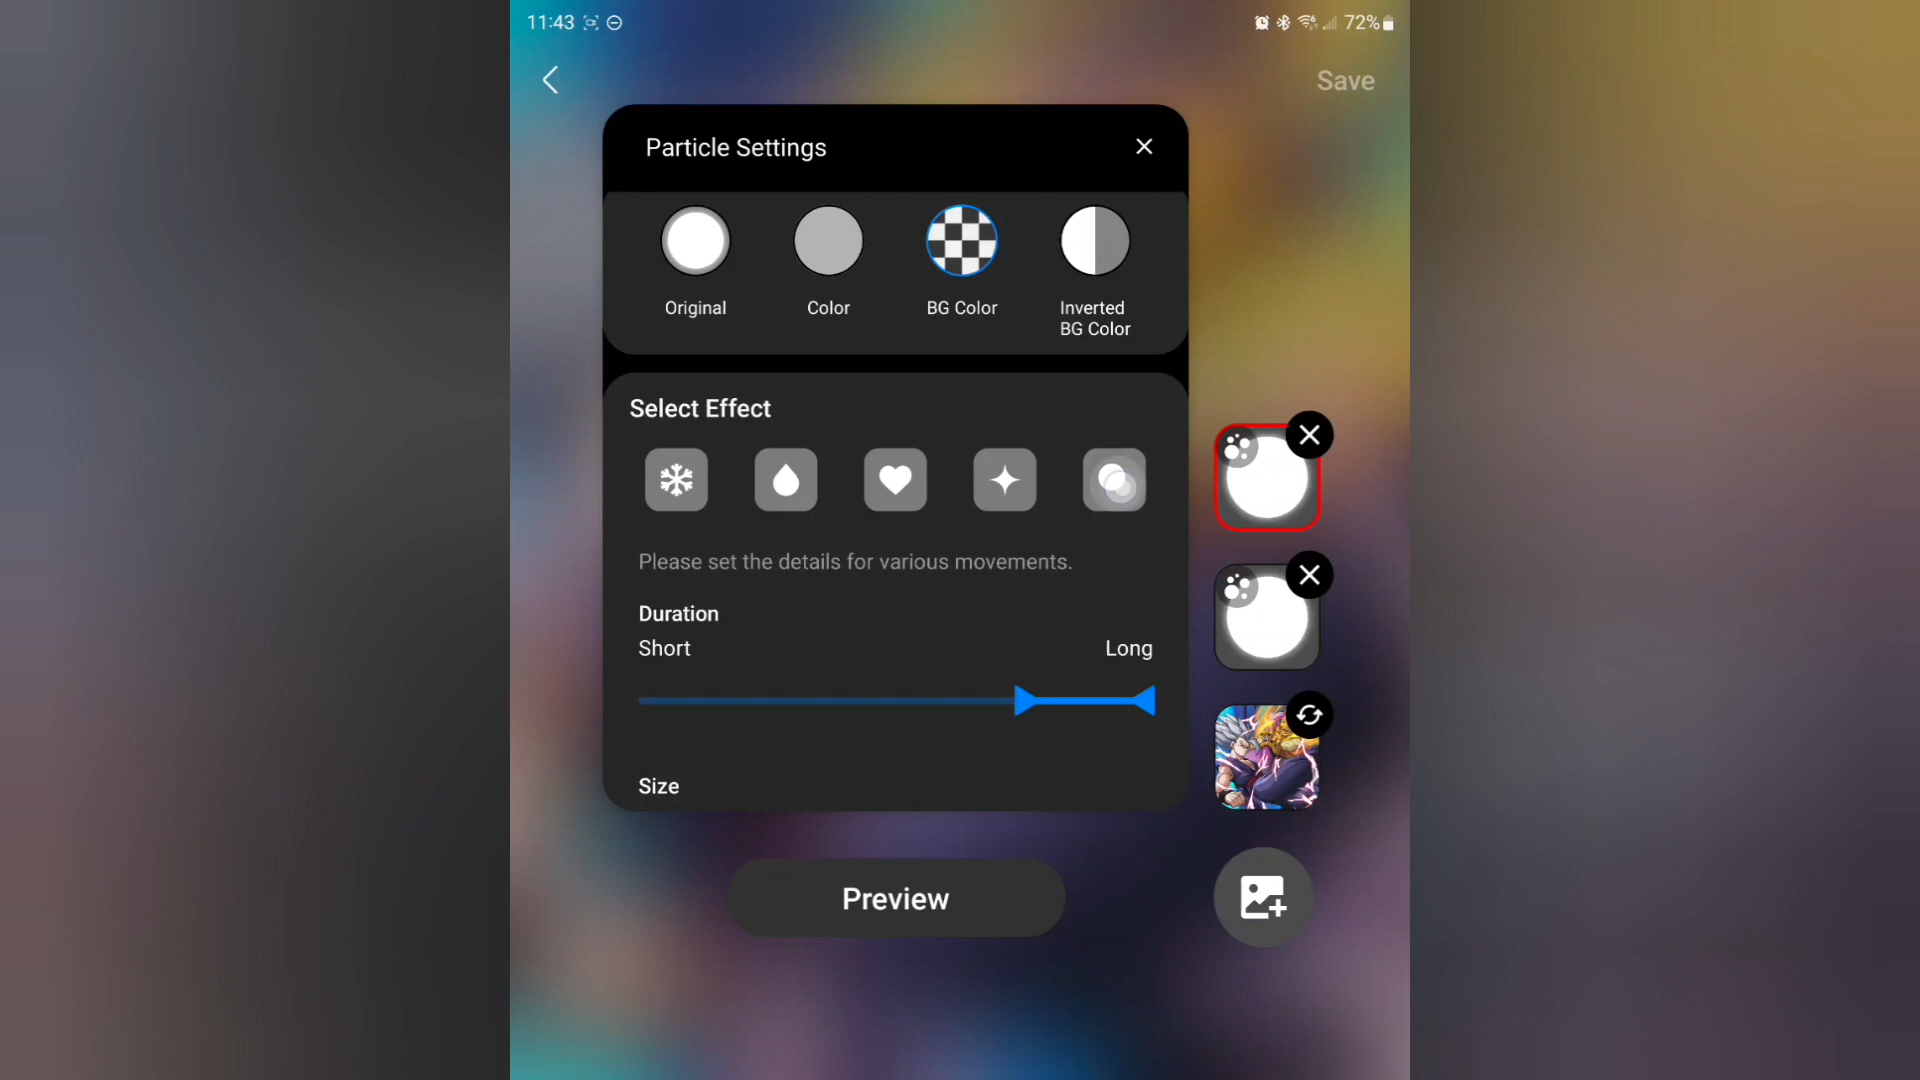 11:43
72%
Save
Particle Settings
Original
Color
BG Color
Inverted
BG Color
Select Effect
Please set the details for various movements.
Duration
Short
Long
Size
Preview